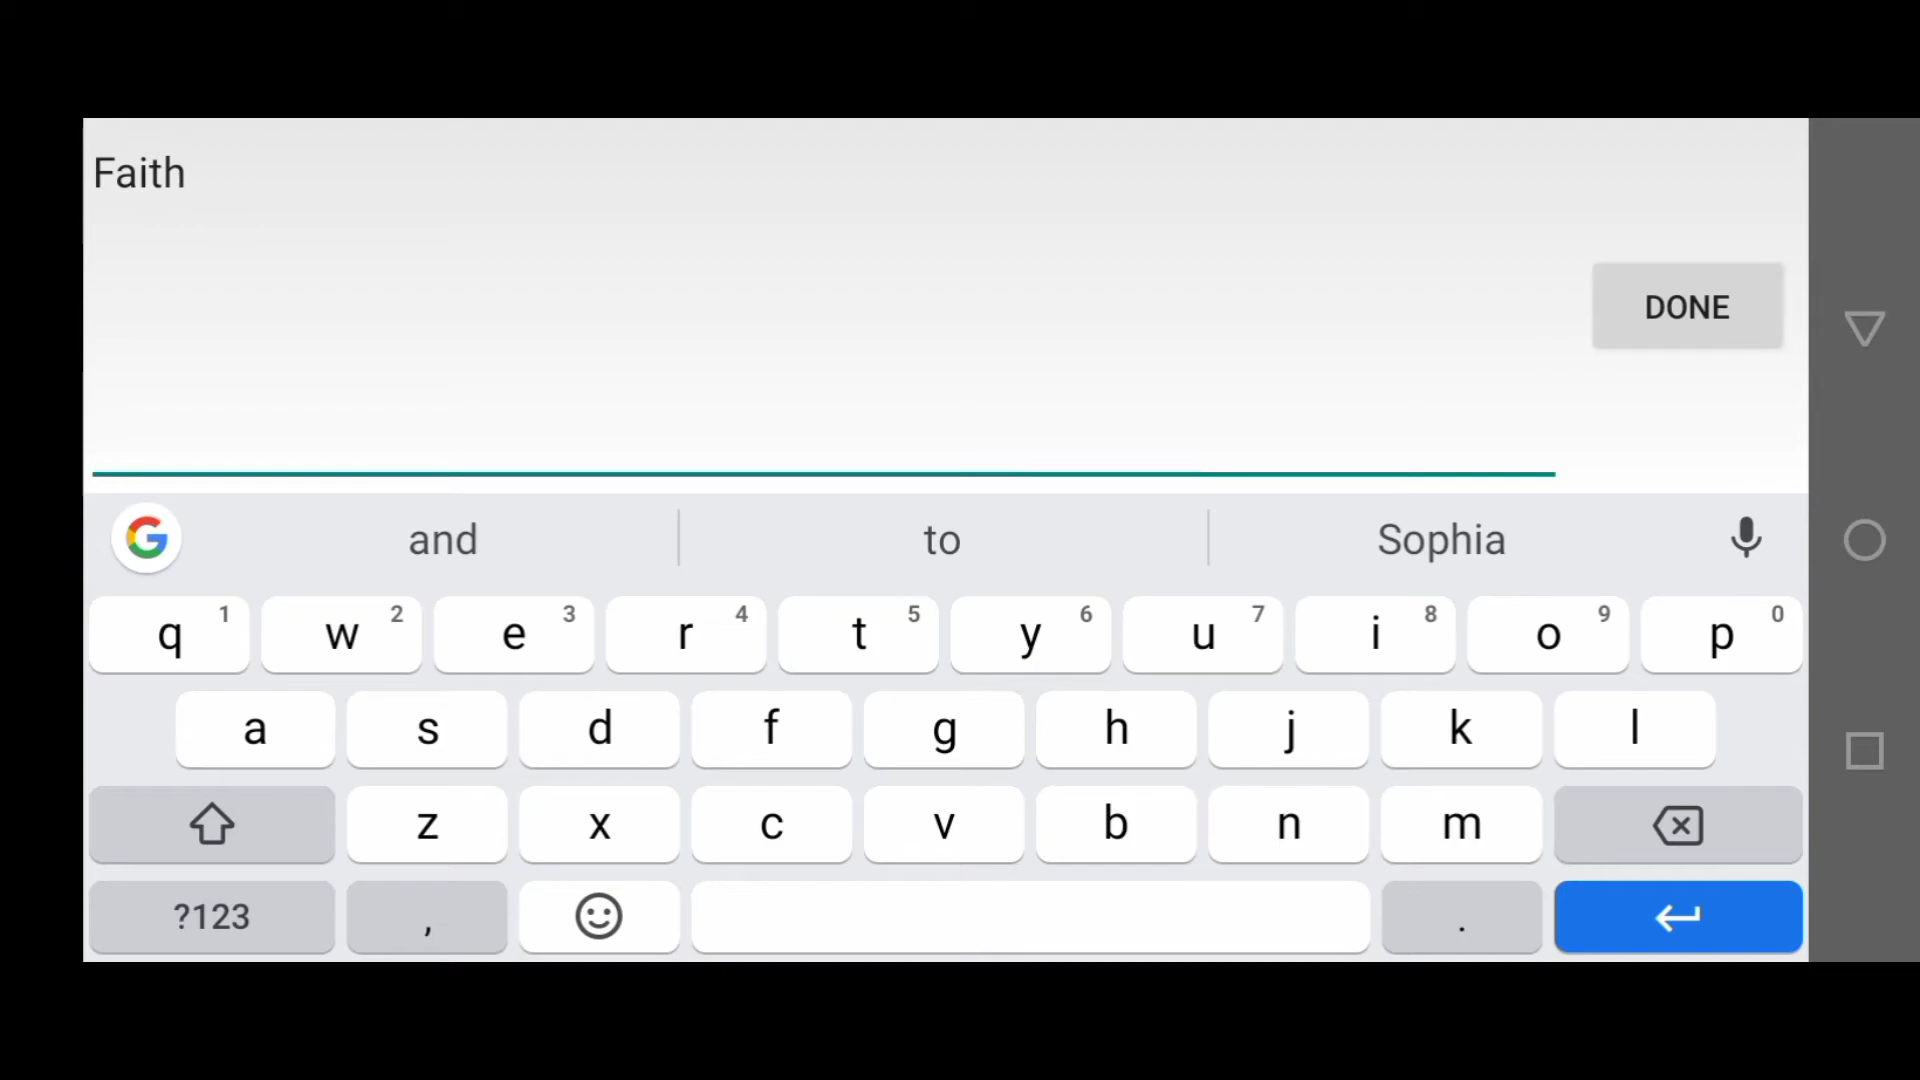 Faith
DONE
and to Sophia
q 1 w 2 e 3 r 4 t 5 y 6 u 7 i 8 o 9 p 0
a s d f g h j k l
z x c v b n m
?123 , .